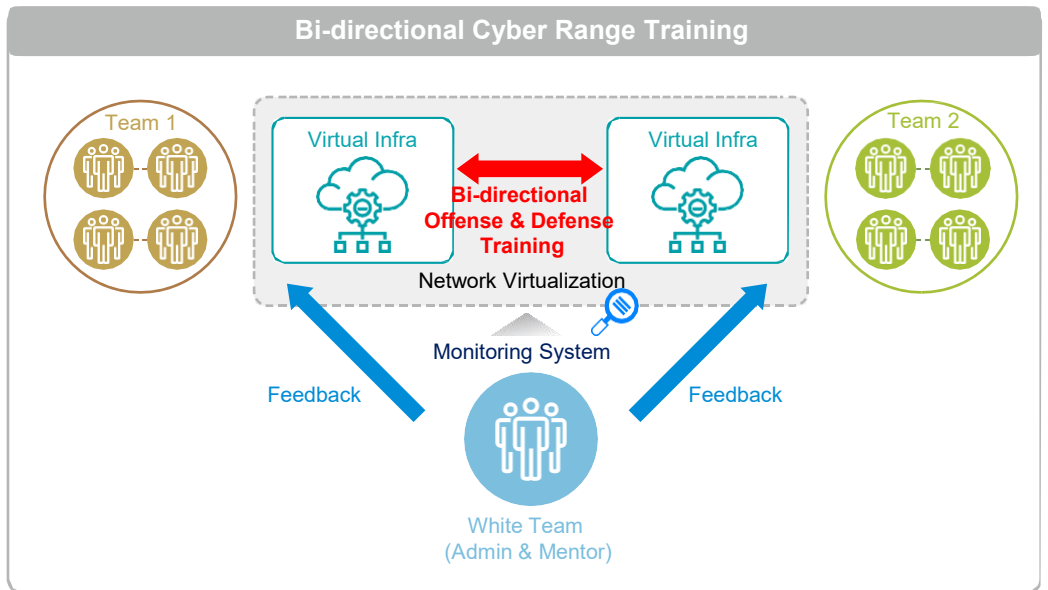 Bi-directional Cyber Range Training
Team 1
Virtual Infra
Virtual Infra
Team 2
Bi-directional
Offense & Defense
Training
Network Virtualization
Monitoring System
Feedback
Feedback
White Team
(Admin & Mentor)